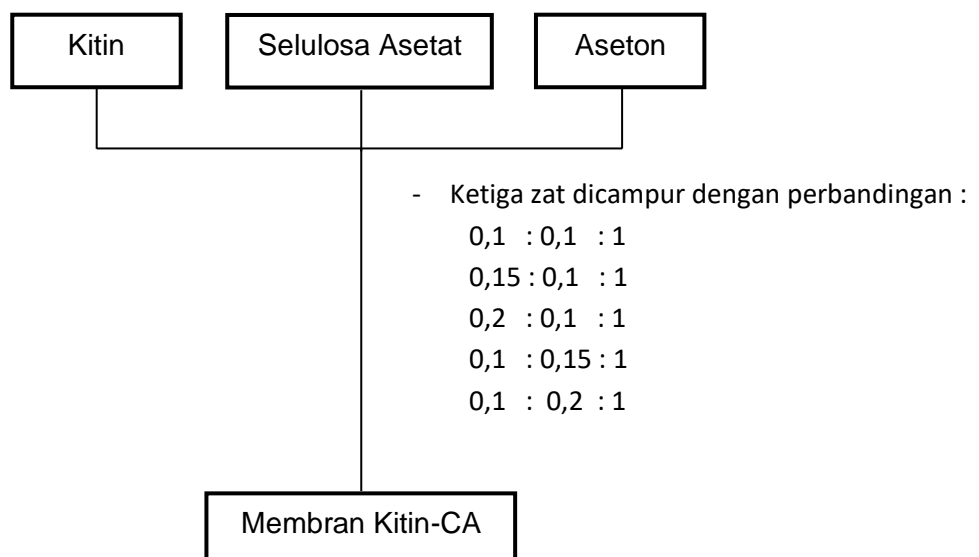 Kitin
Selulosa Asetat
Aseton
- Ketiga zat dicampur dengan perbandingan :
0,1 : 0,1 : 1
0,15 : 0,1 : 1
0,2 : 0,1 : 1
0,1 : 0,15 : 1
0,1 : 0,2 : 1
Membran Kitin-CA